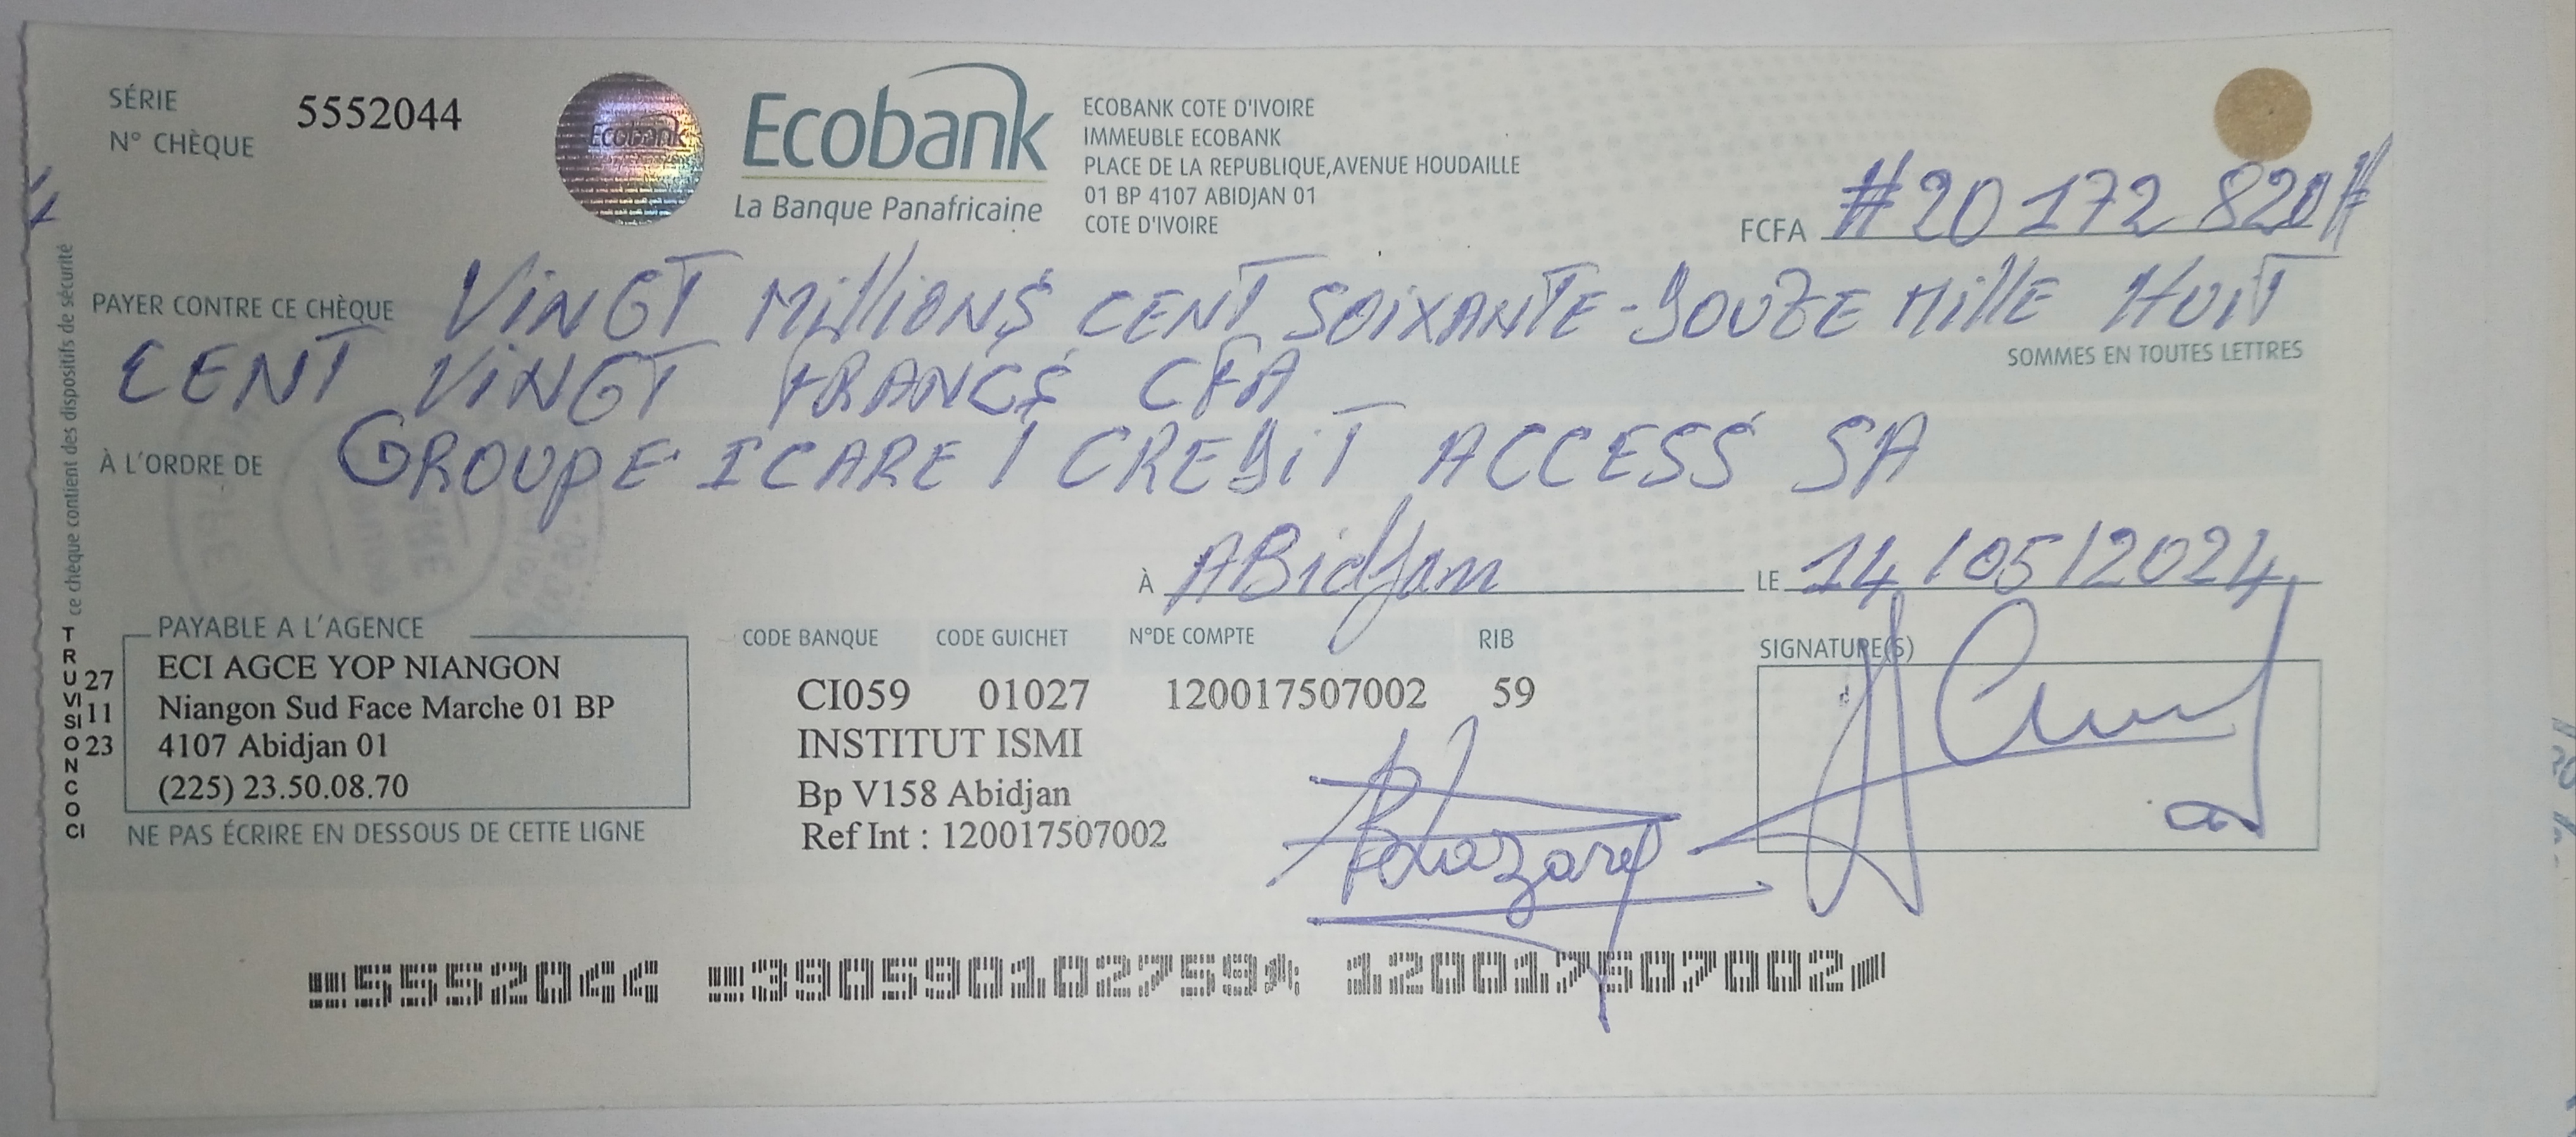 SÉRIE
N° CHÈQUE
5552044
Ecobank
Ecobank
La Banque Panafricaine
ECOBANK COTE D'IVOIRE
IMMEUBLE ECOBANK
PLACE DE LA REPUBLIQUE,AVENUE HOUDAILLE
01 BP 4107 ABIDJAN 01
COTE D'IVOIRE
FCFA #20 172 820#
PAYER CONTRE CE CHÈQUE VINGT MILLIONS CENT SOIXANTE-DOUZE MILLE HUIT
SOMMES EN TOUTES LETTRES
CENT VINGT FRANCS CFA
À L'ORDRE DE GROUPE ICARE / CREDIT ACCESS SA
À ABidjan LE 14/05/2024
ce chèque contient des dispositifs de sécurité
TRUVISIONCOCI
27
11
23
PAYABLE A L'AGENCE
ECI AGCE YOP NIANGON
Niangon Sud Face Marche 01 BP
4107 Abidjan 01
(225) 23.50.08.70
NE PAS ÉCRIRE EN DESSOUS DE CETTE LIGNE
CODE BANQUE CODE GUICHET N°DE COMPTE RIB
CI059 01027 120017507002 59
INSTITUT ISMI
Bp V158 Abidjan
Ref Int : 120017507002
SIGNATURE(S)
5552044 3905901027594 120017507002